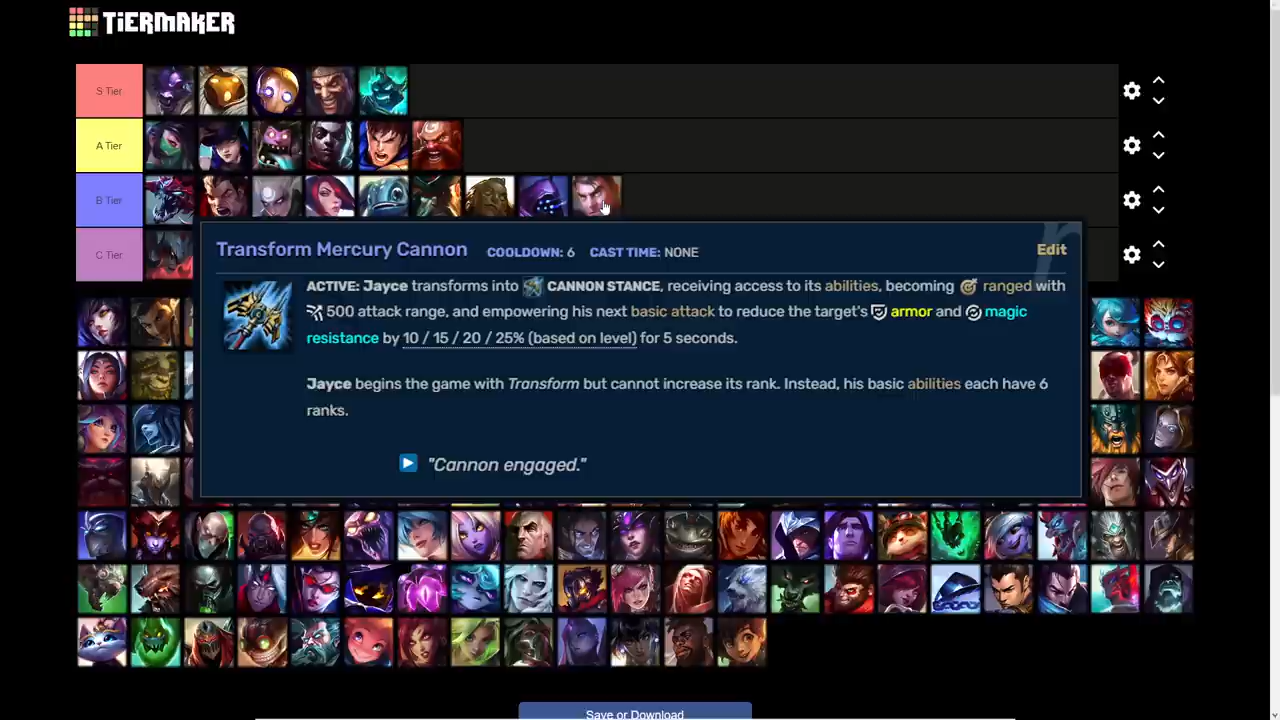 TIERMAKER
S Tier
A Tier
B Tier
C Tier
Transform Mercury Cannon COOLDOWN: 6 CAST TIME: NONE Edit
ACTIVE: Jayce transforms into CANNON STANCE, receiving access to its abilities, becoming ranged with
500 attack range, and empowering his next basic attack to reduce the target's armor and magic
resistance by 10 / 15 / 20 / 25% (based on level) for 5 seconds.
Jayce begins the game with Transform but cannot increase its rank. Instead, his basic abilities each have 6
ranks.
"Cannon engaged."
Save or Download